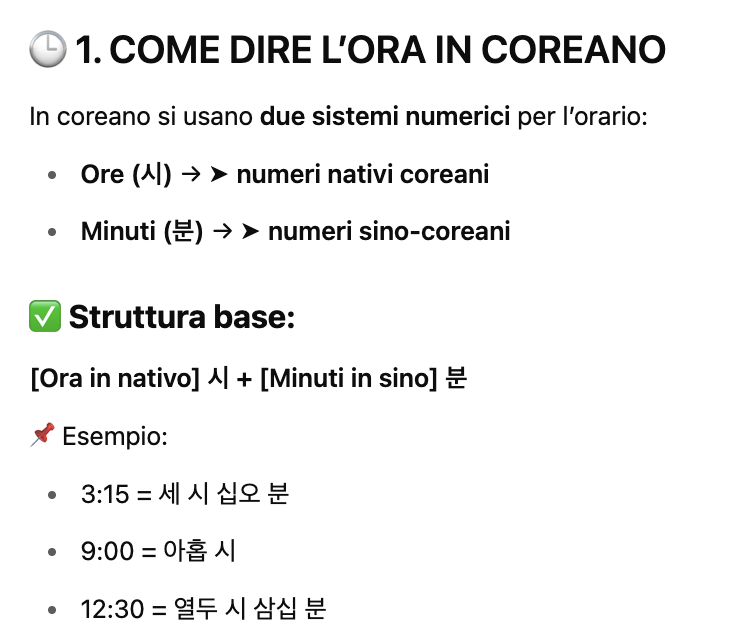 🕒 1. COME DIRE L’ORA IN COREANO
In coreano si usano due sistemi numerici per l’orario:
• Ore (시) → ➤ numeri nativi coreani
• Minuti (분) → ➤ numeri sino-coreani
✅ Struttura base:
[Ora in nativo] 시 + [Minuti in sino] 분
📌 Esempio:
• 3:15 = 세 시 십오 분
• 9:00 = 아홉 시
• 12:30 = 열두 시 삼십 분